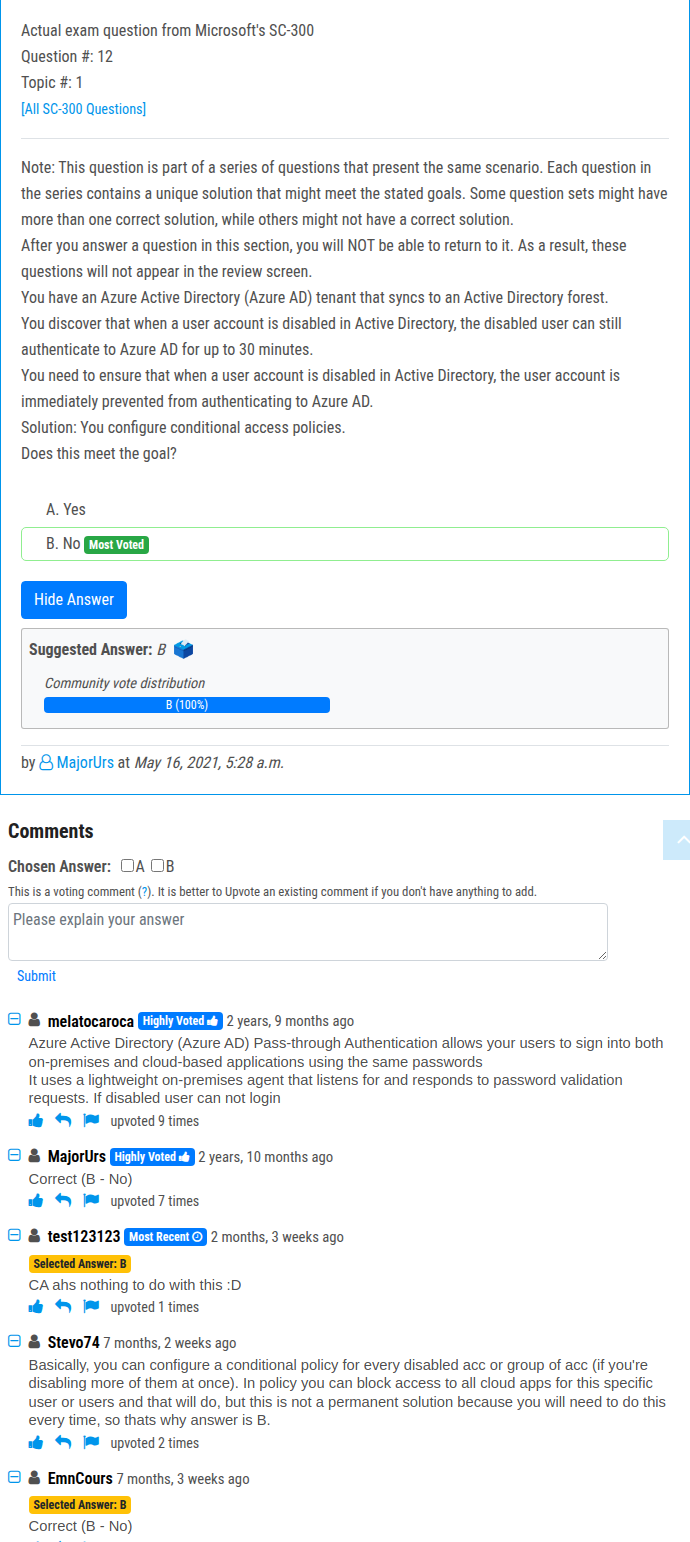 Actual exam question from Microsoft's SC-300
Question #: 12
Topic #: 1
[All SC-300 Questions]
Note: This question is part of a series of questions that present the same scenario. Each question in
the series contains a unique solution that might meet the stated goals. Some question sets might have
more than one correct solution, while others might not have a correct solution.
After you answer a question in this section, you will NOT be able to return to it. As a result, these
questions will not appear in the review screen.
You have an Azure Active Directory (Azure AD) tenant that syncs to an Active Directory forest.
You discover that when a user account is disabled in Active Directory, the disabled user can still
authenticate to Azure AD for up to 30 minutes.
You need to ensure that when a user account is disabled in Active Directory, the user account is
immediately prevented from authenticating to Azure AD.
Solution: You configure conditional access policies.
Does this meet the goal?
A. Yes
B. No Most Voted
Hide Answer
Suggested Answer: B
Community vote distribution
B (100%)
by MajorUrs at May 16, 2021, 5:28 a.m.
Comments
Chosen Answer: A B
This is a voting comment (?). It is better to Upvote an existing comment if you don't have anything to add.
Please explain your answer
Submit
melatocaroca Highly Voted 2 years, 9 months ago
Azure Active Directory (Azure AD) Pass-through Authentication allows your users to sign into both
on-premises and cloud-based applications using the same passwords
It uses a lightweight on-premises agent that listens for and responds to password validation
requests. If disabled user can not login
upvoted 9 times
MajorUrs Highly Voted 2 years, 10 months ago
Correct (B - No)
upvoted 7 times
test123123 Most Recent 2 months, 3 weeks ago
Selected Answer: B
CA ahs nothing to do with this :D
upvoted 1 times
Stevo74 7 months, 2 weeks ago
Basically, you can configure a conditional policy for every disabled acc or group of acc (if you're
disabling more of them at once). In policy you can block access to all cloud apps for this specific
user or users and that will do, but this is not a permanent solution because you will need to do this
every time, so thats why answer is B.
upvoted 2 times
EmnCours 7 months, 3 weeks ago
Selected Answer: B
Correct (B - No)